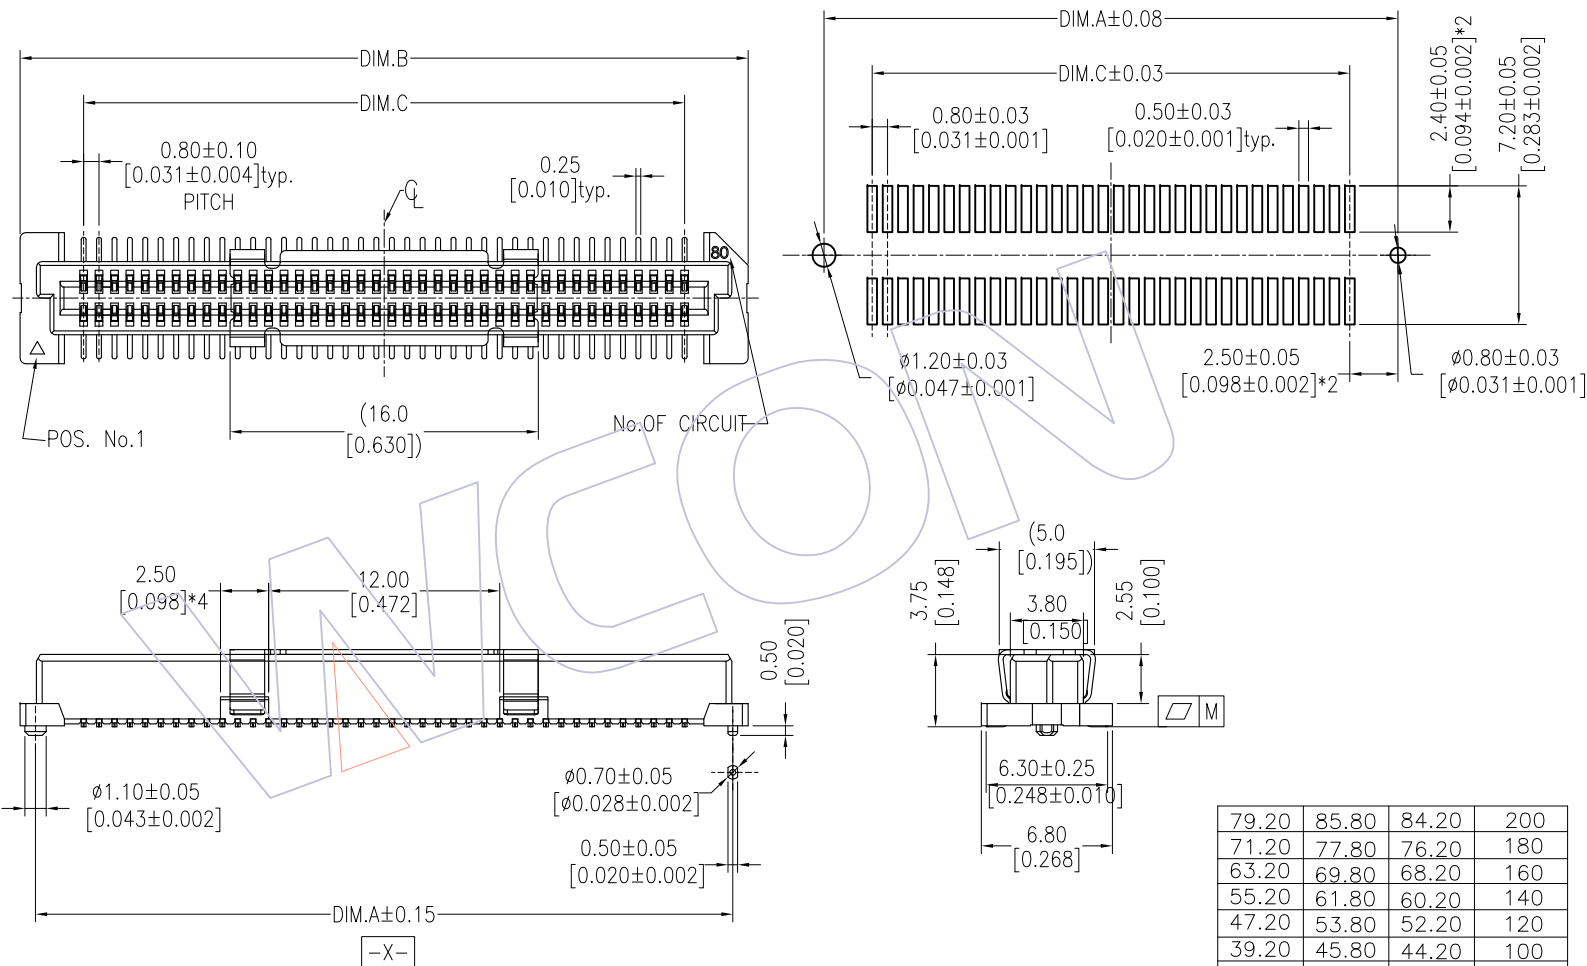 DIM.B
DIM.C
0.80±0.10
[0.031±0.004]typ.
PITCH
0.25
[0.010]typ.
CL
80
(16.0
[0.630])
No.OF CIRCUIT
POS. No.1
DIM.A±0.08
DIM.C±0.03
0.80±0.03
[0.031±0.001]
0.50±0.03
[0.020±0.001]typ.
2.40±0.05
[0.094±0.002]*2
7.20±0.05
[0.283±0.002]
ø1.20±0.03
[ø0.047±0.001]
2.50±0.05
[0.098±0.002]*2
ø0.80±0.03
[ø0.031±0.001]
WCON
2.50
[0.098]*4
12.00
[0.472]
0.50
[0.020]
ø1.10±0.05
[0.043±0.002]
ø0.70±0.05
[ø0.028±0.002]
0.50±0.05
[0.020±0.002]
DIM.A±0.15
-X-
(5.0
[0.195])
3.75
[0.148]
3.80
[0.150]
2.55
[0.100]
M
6.30±0.25
[0.248±0.010]
6.80
[0.268]
79.20 85.80 84.20 200
71.20 77.80 76.20 180
63.20 69.80 68.20 160
55.20 61.80 60.20 140
47.20 53.80 52.20 120
39.20 45.80 44.20 100